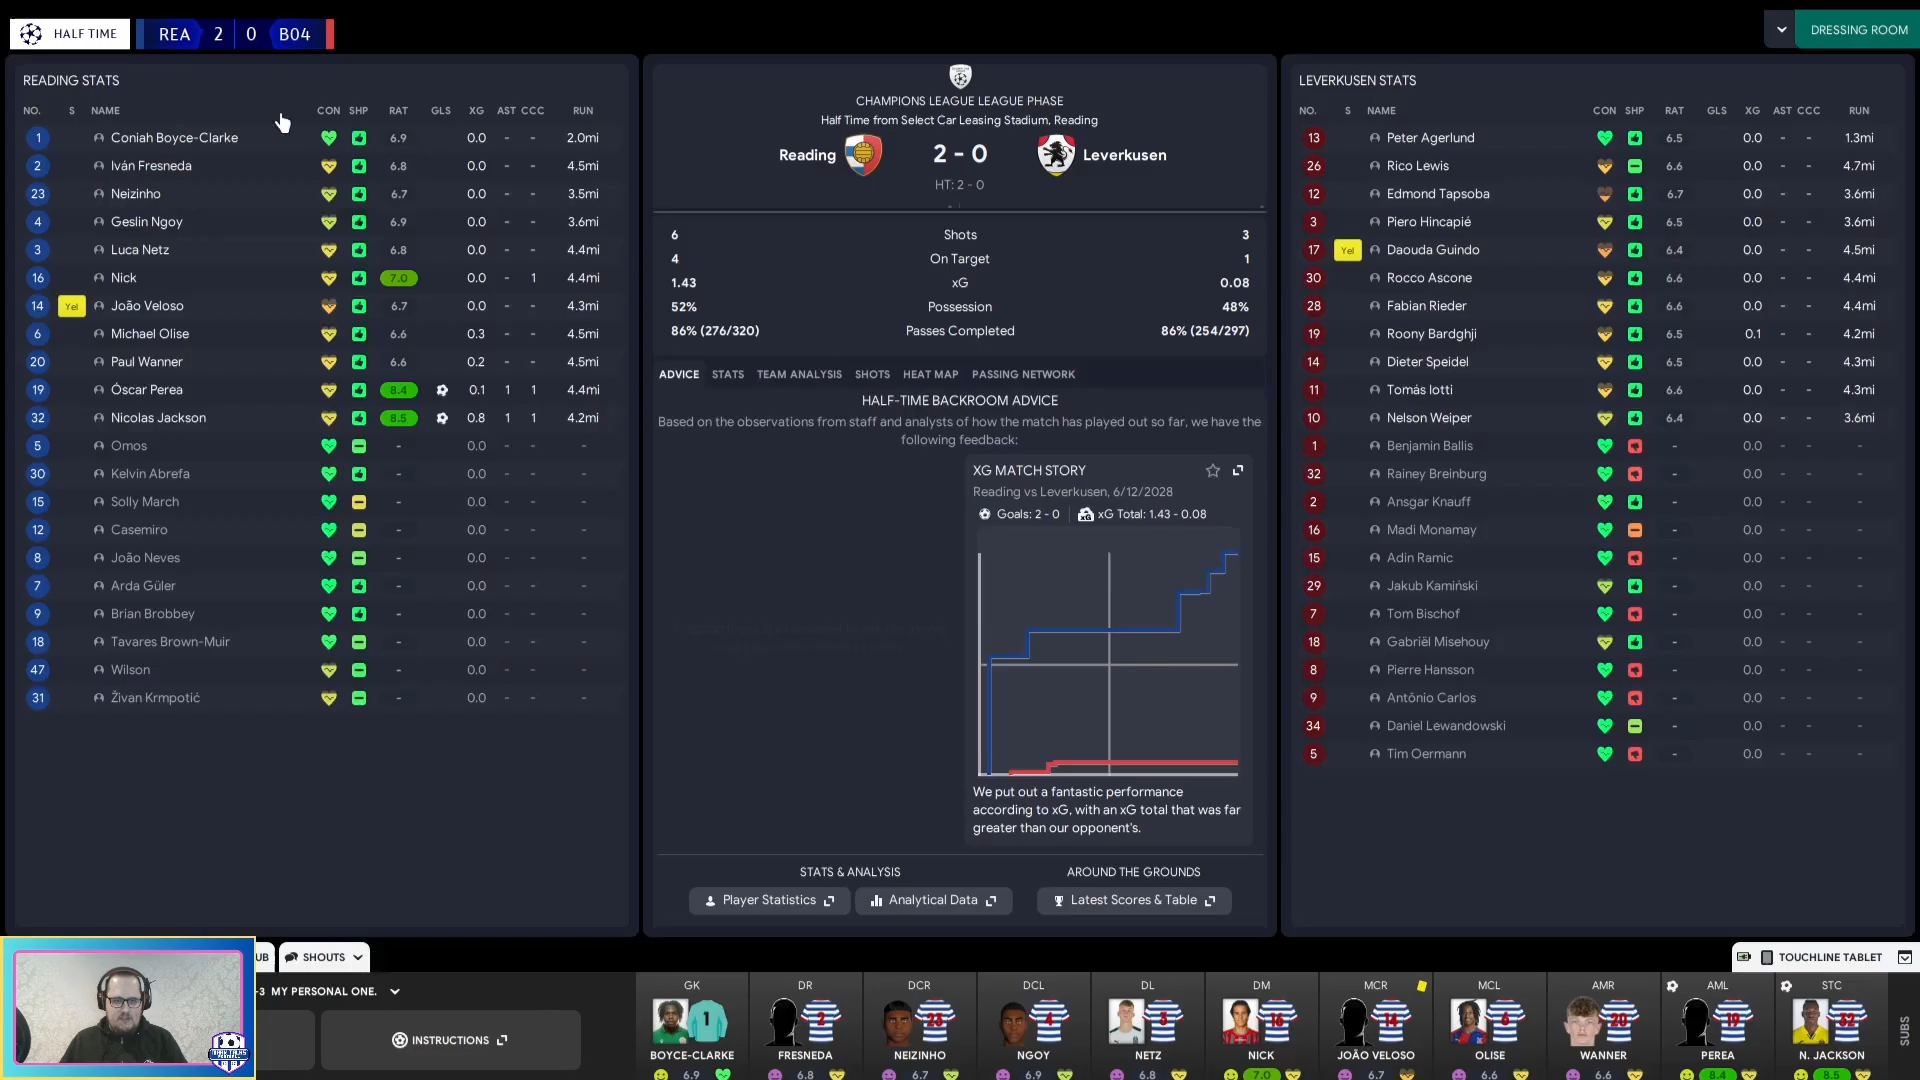 HALF TIME REA 2 0 B04 DRESSING ROOM
READING STATS
NO. S NAME CON SHP RAT GLS XG AST CCC RUN
1 Coniah Boyce-Clarke 6.9 0.0 - - 2.0mi
2 Iván Fresneda 6.8 0.0 - - 4.5mi
23 Neizinho 6.7 0.0 - - 3.5mi
4 Geslin Ngoy 6.9 0.0 - - 3.6mi
3 Luca Netz 6.8 0.0 - - 4.4mi
16 Nick 7.0 0.0 - 1 4.4mi
14 Yel João Veloso 6.7 0.0 - - 4.3mi
6 Michael Olise 6.6 0.3 - - 4.5mi
20 Paul Wanner 6.6 0.2 - - 4.5mi
19 Óscar Perea 8.4 0.1 1 1 4.4mi
32 Nicolas Jackson 8.5 0.8 1 1 4.2mi
5 Omos - 0.0 - - -
30 Kelvin Abrefa - 0.0 - - -
15 Solly March - 0.0 - - -
12 Casemiro - 0.0 - - -
8 João Neves - 0.0 - - -
7 Arda Güler - 0.0 - - -
9 Brian Brobbey - 0.0 - - -
18 Tavares Brown-Muir - 0.0 - - -
47 Wilson - 0.0 - - -
31 Živan Krmpotić - 0.0 - - -
CHAMPIONS LEAGUE LEAGUE PHASE
Half Time from Select Car Leasing Stadium, Reading
Reading 2 - 0 Leverkusen
HT: 2 - 0
6 Shots 3
4 On Target 1
1.43 xG 0.08
52% Possession 48%
86% (276/320) Passes Completed 86% (254/297)
ADVICE STATS TEAM ANALYSIS SHOTS HEAT MAP PASSING NETWORK
HALF-TIME BACKROOM ADVICE
Based on the observations from staff and analysts of how the match has played out so far, we have the
following feedback;
XG MATCH STORY
Reading vs Leverkusen, 6/12/2028
Goals: 2 - 0 xG Total: 1.43 - 0.08
We put out a fantastic performance
according to xG, with an xG total that was far
greater than our opponent's.
STATS & ANALYSIS AROUND THE GROUNDS
Player Statistics Analytical Data Latest Scores & Table
LEVERKUSEN STATS
NO. S NAME CON SHP RAT GLS XG AST CCC RUN
13 Peter Agerlund 6.5 0.0 - - 1.3mi
26 Rico Lewis 6.6 0.0 - - 4.7mi
12 Edmond Tapsoba 6.7 0.0 - - 3.6mi
3 Piero Hincapié 6.5 0.0 - - 3.6mi
17 Yel Daouda Guindo 6.4 0.0 - - 4.5mi
30 Rocco Ascone 6.6 0.0 - - 4.4mi
28 Fabian Rieder 6.6 0.0 - - 4.4mi
19 Roony Bardghji 6.5 0.1 - - 4.2mi
14 Dieter Speidel 6.5 0.0 - - 4.3mi
11 Tomás Iotti 6.6 0.0 - - 4.3mi
10 Nelson Weiper 6.4 0.0 - - 3.6mi
1 Benjamin Ballis - 0.0 - - -
32 Rainey Breinburg - 0.0 - - -
2 Ansgar Knauff - 0.0 - - -
16 Madi Monamay - 0.0 - - -
15 Adin Ramic - 0.0 - - -
29 Jakub Kamiński - 0.0 - - -
7 Tom Bischof - 0.0 - - -
18 Gabriël Misehouy - 0.0 - - -
8 Pierre Hansson - 0.0 - - -
9 Antônio Carlos - 0.0 - - -
34 Daniel Lewandowski - 0.0 - - -
5 Tim Oermann - 0.0 - - -
UB SHOUTS TOUCHLINE TABLET
-3 MY PERSONAL ONE.
INSTRUCTIONS
GK DR DCR DCL DL DM MCR MCL AMR AML STC
1 2 23 4 3 16 14 6 20 19 32
BOYCE-CLARKE FRESNEDA NEIZINHO NGOY NETZ NICK JOÃO VELOSO OLISE WANNER PEREA N. JACKSON
6.9 6.8 6.7 6.9 6.8 7.0 6.7 6.6 6.6 8.4 8.5
SUBS